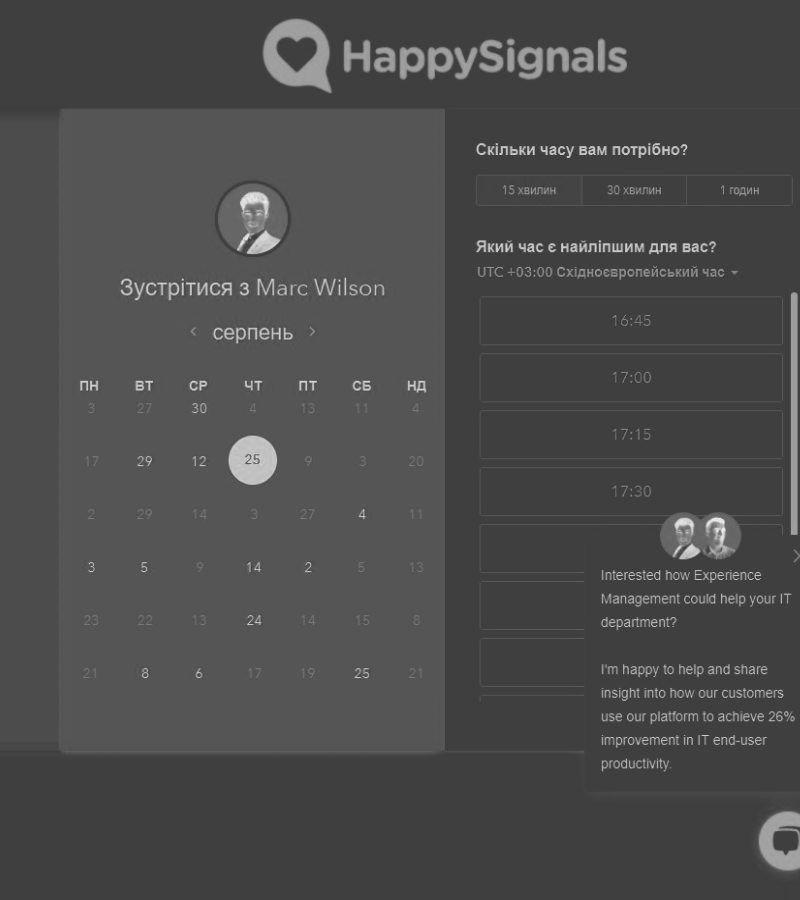 HappySignals
Зустрітися з Marc Wilson
серпень
ПН ВТ СР ЧТ ПТ СБ НД
3 27 30 4 13 11 4
17 29 12 25 9 3 20
2 29 14 3 27 4 11
3 5 9 14 2 5 13
23 22 13 24 14 15 8
21 8 6 17 19 25 21
Скільки часу вам потрібно?
15 хвилин 30 хвилин 1 годин
Який час є найліпшим для вас?
UTC +03:00 Східноєвропейський час
16:45
17:00
17:15
17:30
Interested how Experience
Management could help your IT
department?
I'm happy to help and share
insight into how our customers
use our platform to achieve 26%
improvement in IT end-user
productivity.